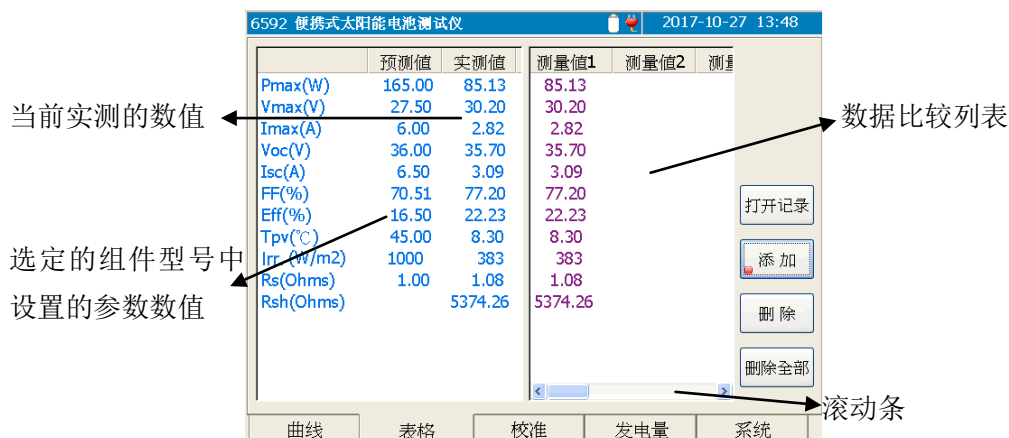 6592 便携式太阳能电池测试仪 2017-10-27 13:48
预测值 实测值 测量值1 测量值2 测量
Pmax(W) 165.00 85.13 85.13
Vmax(V) 27.50 30.20 30.20
当前实测的数值
数据比较列表
Imax(A) 6.00 2.82 2.82
Voc(V) 36.00 35.70 35.70
Isc(A) 6.50 3.09 3.09
FF(%) 70.51 77.20 77.20
打开记录
Eff(%) 16.50 22.23 22.23
Tpv(℃) 45.00 8.30 8.30
选定的组件型号中
设置的参数数值
Irr (W/m2) 1000 383 383
添加
Rs(Ohms) 1.00 1.08 1.08
Rsh(Ohms) 5374.26 5374.26
删除
删除全部
滚动条
曲线 表格 校准 发电量 系统